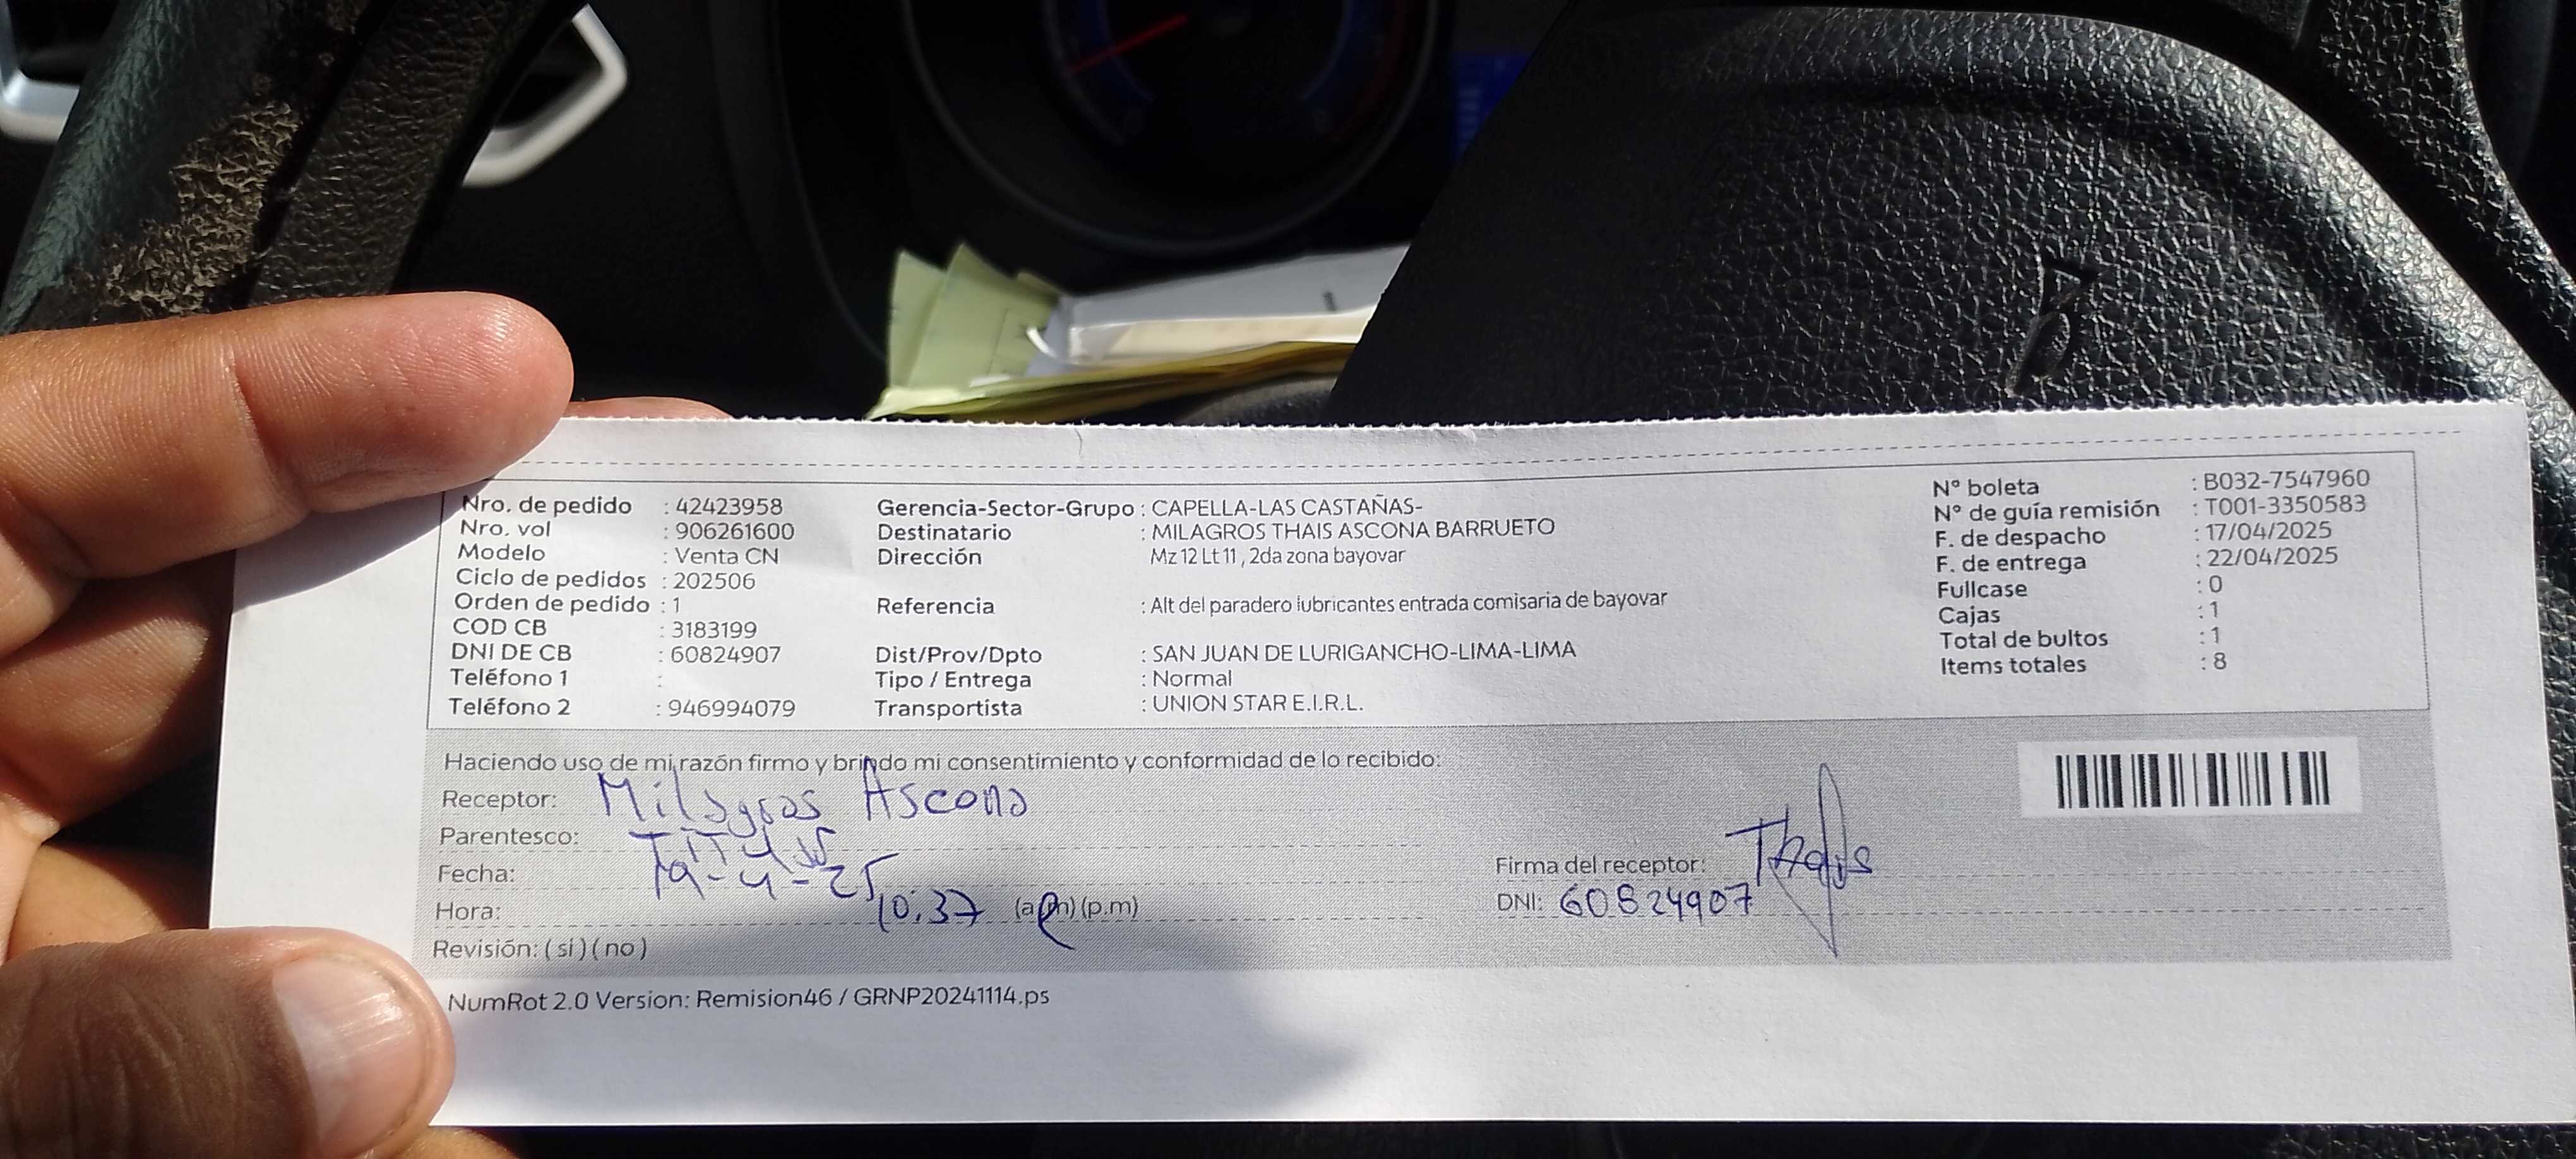 Nro. de pedido : 42423958
Nro. vol : 906261600
Modelo : Venta CN
Ciclo de pedidos : 202506
Orden de pedido : 1
COD CB : 3183199
DNI DE CB : 60824907
Teléfono 1 :
Teléfono 2 : 946994079
Gerencia-Sector-Grupo : CAPELLA-LAS CASTAÑAS-
Destinatario : MILAGROS THAIS ASCONA BARRUETO
Dirección Mz 12 Lt 11 , 2da zona bayovar
Referencia : Alt del paradero lubricantes entrada comisaria de bayovar
Dist/Prov/Dpto : SAN JUAN DE LURIGANCHO-LIMA-LIMA
Tipo / Entrega : Normal
Transportista : UNION STAR E.I.R.L.
N° boleta : B032-7547960
N° de guía remisión : T001-3350583
F. de despacho : 17/04/2025
F. de entrega : 22/04/2025
Fullcase : 0
Cajas : 1
Total de bultos : 1
Items totales : 8
Haciendo uso de mi razón firmo y brindo mi consentimiento y conformidad de lo recibido:
Receptor: Milagros Ascona
Parentesco:
Fecha: 19-4-25
Hora: 10:37 (a.m) (p.m)
Revisión: ( si ) ( no )
Firma del receptor: Thais
DNI: 60824907
NumRot 2.0 Version: Remision46 / GRNP20241114.ps